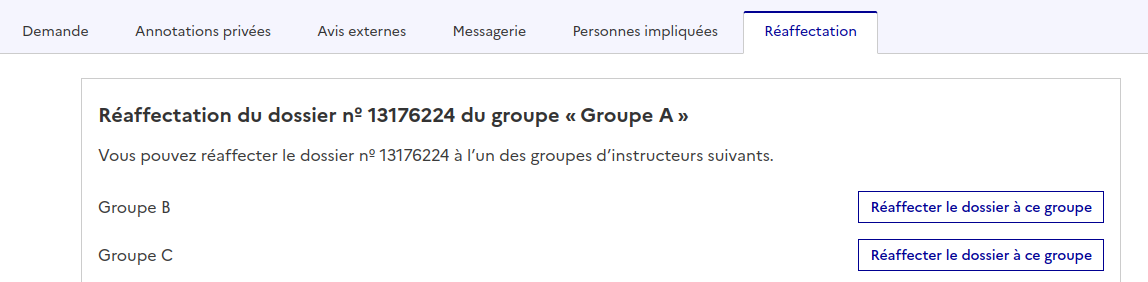 Demande Annotations privées Avis externes Messagerie Personnes impliquées Réaffectation
Réaffectation du dossier nº 13176224 du groupe « Groupe A »
Vous pouvez réaffecter le dossier nº 13176224 à l’un des groupes d’instructeurs suivants.
Groupe B Réaffecter le dossier à ce groupe
Groupe C Réaffecter le dossier à ce groupe